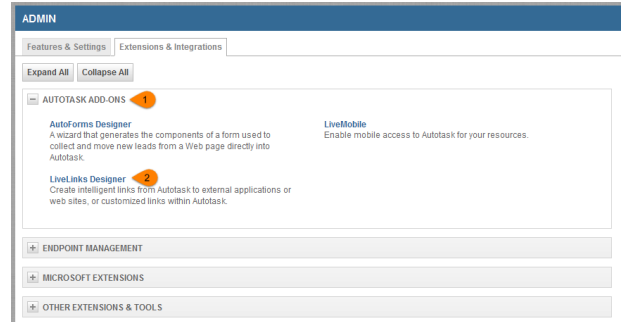 ADMIN
Features & Settings Extensions & Integrations
Expand All Collapse All
AUTOTASK ADD-ONS 1
AutoForms Designer
A wizard that generates the components of a form used to
collect and move new leads from a Web page directly into
Autotask.
LiveMobile
Enable mobile access to Autotask for your resources.
LiveLinks Designer 2
Create intelligent links from Autotask to external applications or
web sites, or customized links within Autotask.
ENDPOINT MANAGEMENT
MICROSOFT EXTENSIONS
OTHER EXTENSIONS & TOOLS